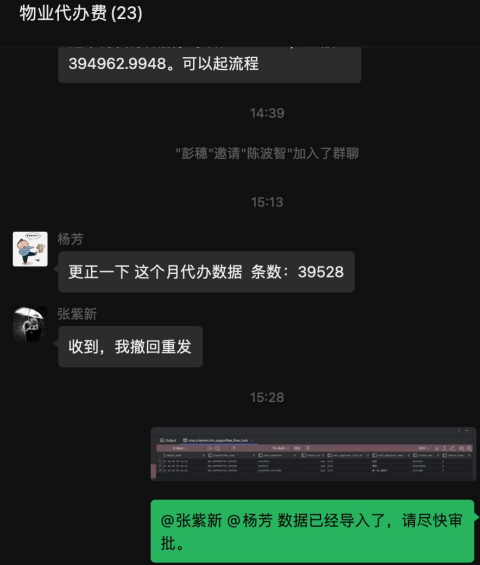 物业代办费(23)
394962.9948。可以起流程
14:39
"彭穗"邀请"陈波智"加入了群聊
15:13
杨芳
更正一下 这个月代办数据 条数：39528
张紫新
收到，我撤回重发
15:28
Output
@张紫新 @杨芳 数据已经导入了，请尽快审
批。